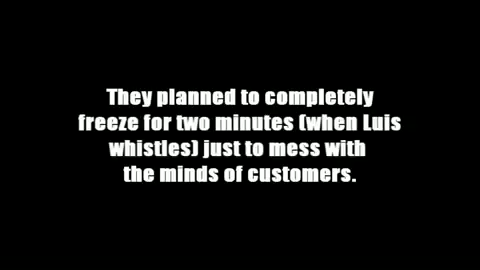 They planned to completely
freeze for two minutes (when Luis
whistles) just to mess with
the minds of customers.